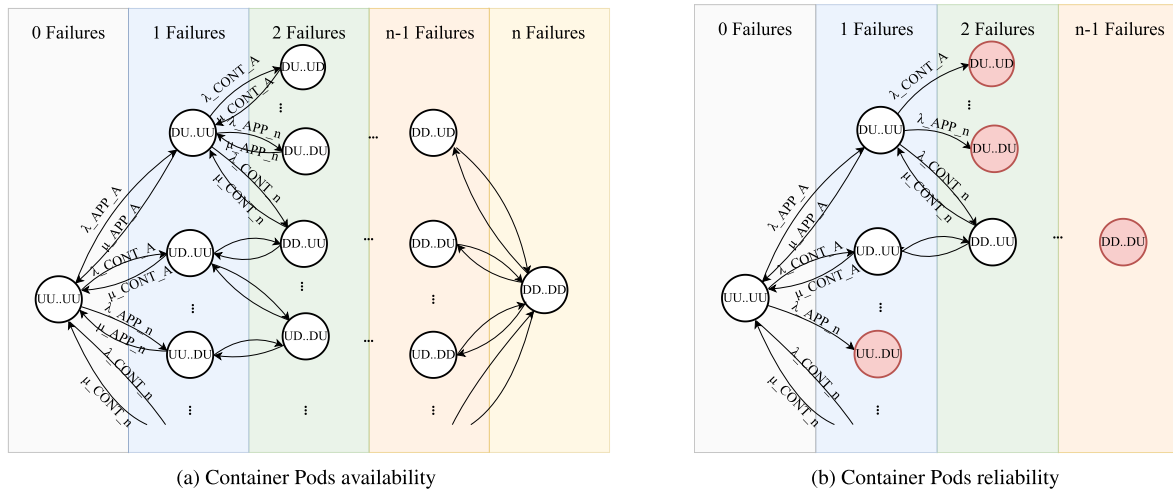 0 Failures
1 Failures
2 Failures
n-1 Failures
n Failures
DU..UD
λ_CONT_A
μ_CONT_A
...
DU..UU
λ_APP_n
μ_APP_n
DU..DU
...
DD..UD
λ_CONT_n
μ_CONT_n
λ_APP_A
μ_APP_A
UD..UU
DD..UU
...
DD..DU
λ_CONT_A
μ_CONT_A
UU..UU
...
...
...
DD..DD
λ_APP_n
μ_APP_n
UU..DU
UD..DU
...
UD..DD
λ_CONT_n
μ_CONT_n
...
...
(a) Container Pods availability
0 Failures
1 Failures
2 Failures
n-1 Failures
DU..UD
λ_CONT_A
...
DU..UU
λ_APP_n
DU..DU
λ_CONT_n
μ_CONT_n
λ_APP_A
μ_APP_A
UD..UU
DD..UU
...
DD..DU
λ_CONT_A
μ_CONT_A
UU..UU
...
λ_APP_n
UU..DU
λ_CONT_n
μ_CONT_n
...
(b) Container Pods reliability